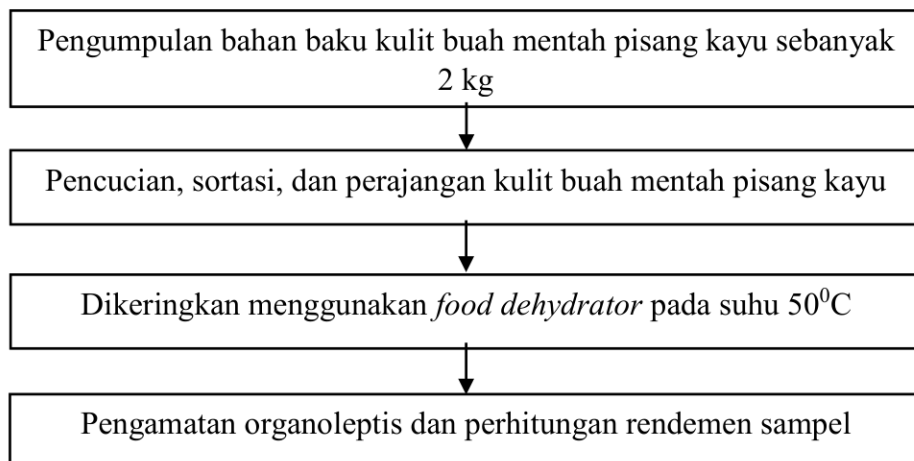 Pengumpulan bahan baku kulit buah mentah pisang kayu sebanyak
2 kg
Pencucian, sortasi, dan perajangan kulit buah mentah pisang kayu
Dikeringkan menggunakan food dehydrator pada suhu 50⁰C
Pengamatan organoleptis dan perhitungan rendemen sampel